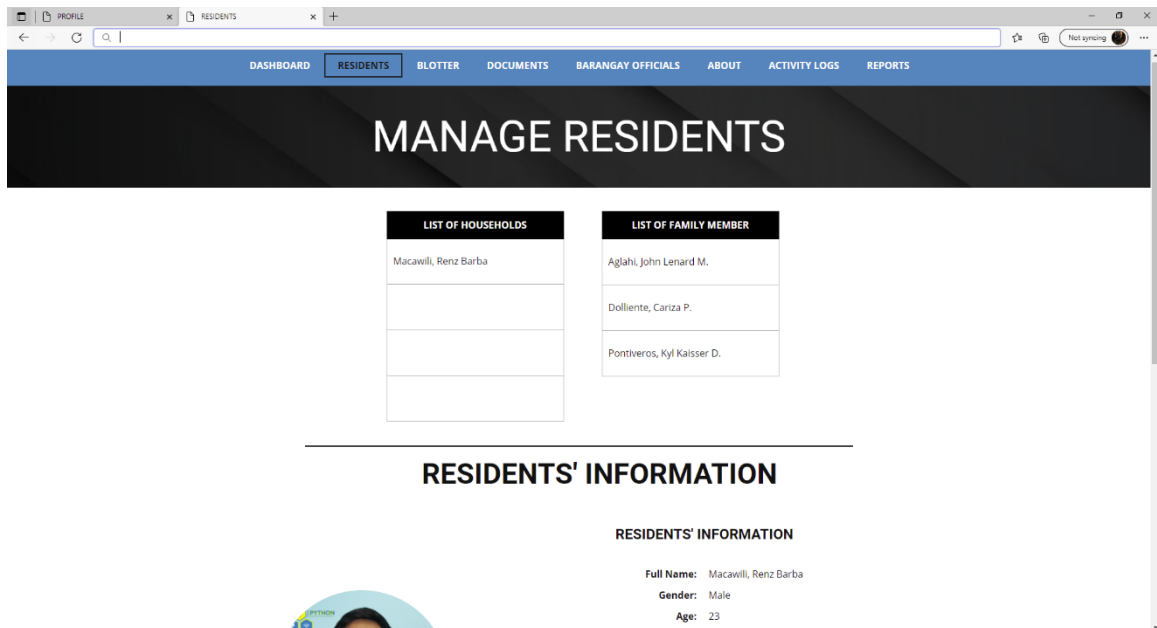 PROFILE
RESIDENTS
Not syncing
DASHBOARD RESIDENTS BLOTTER DOCUMENTS BARANGAY OFFICIALS ABOUT ACTIVITY LOGS REPORTS
MANAGE RESIDENTS
LIST OF HOUSEHOLDS
Macawili, Renz Barba
LIST OF FAMILY MEMBER
Aglahi, John Lenard M.
Dolliente, Cariza P.
Pontiveros, Kyl Kaisser D.
RESIDENTS' INFORMATION
RESIDENTS' INFORMATION
Full Name: Macawili, Renz Barba
Gender: Male
Age: 23
PYTHON